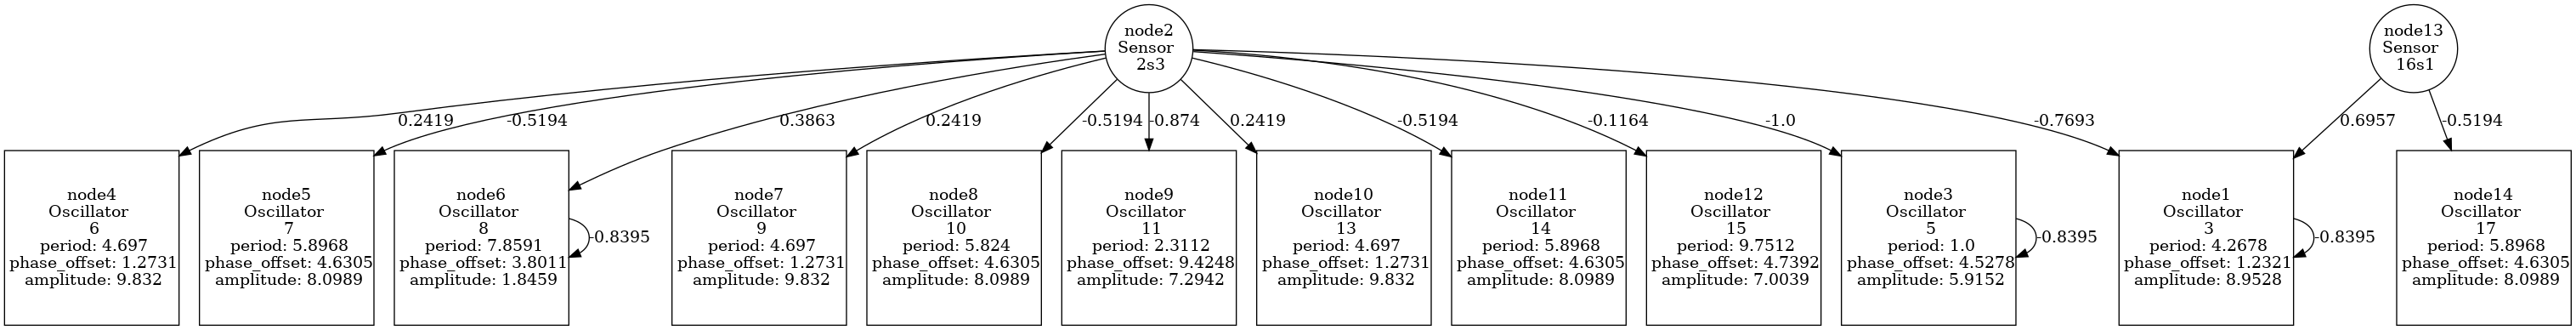 node2
Sensor
2s3
node13
Sensor
16s1
0.2419
-0.5194
0.3863
0.2419
-0.5194
-0.874
0.2419
-0.5194
-0.1164
-1.0
-0.7693
0.6957
-0.5194
node4
Oscillator
6
period: 4.697
phase_offset: 1.2731
amplitude: 9.832
node5
Oscillator
7
period: 5.8968
phase_offset: 4.6305
amplitude: 8.0989
node6
Oscillator
8
period: 7.8591
phase_offset: 3.8011
amplitude: 1.8459
-0.8395
node7
Oscillator
9
period: 4.697
phase_offset: 1.2731
amplitude: 9.832
node8
Oscillator
10
period: 5.824
phase_offset: 4.6305
amplitude: 8.0989
node9
Oscillator
11
period: 2.3112
phase_offset: 9.4248
amplitude: 7.2942
node10
Oscillator
13
period: 4.697
phase_offset: 1.2731
amplitude: 9.832
node11
Oscillator
14
period: 5.8968
phase_offset: 4.6305
amplitude: 8.0989
node12
Oscillator
15
period: 9.7512
phase_offset: 4.7392
amplitude: 7.0039
node3
Oscillator
5
period: 1.0
phase_offset: 4.5278
amplitude: 5.9152
-0.8395
node1
Oscillator
3
period: 4.2678
phase_offset: 1.2321
amplitude: 8.9528
-0.8395
node14
Oscillator
17
period: 5.8968
phase_offset: 4.6305
amplitude: 8.0989